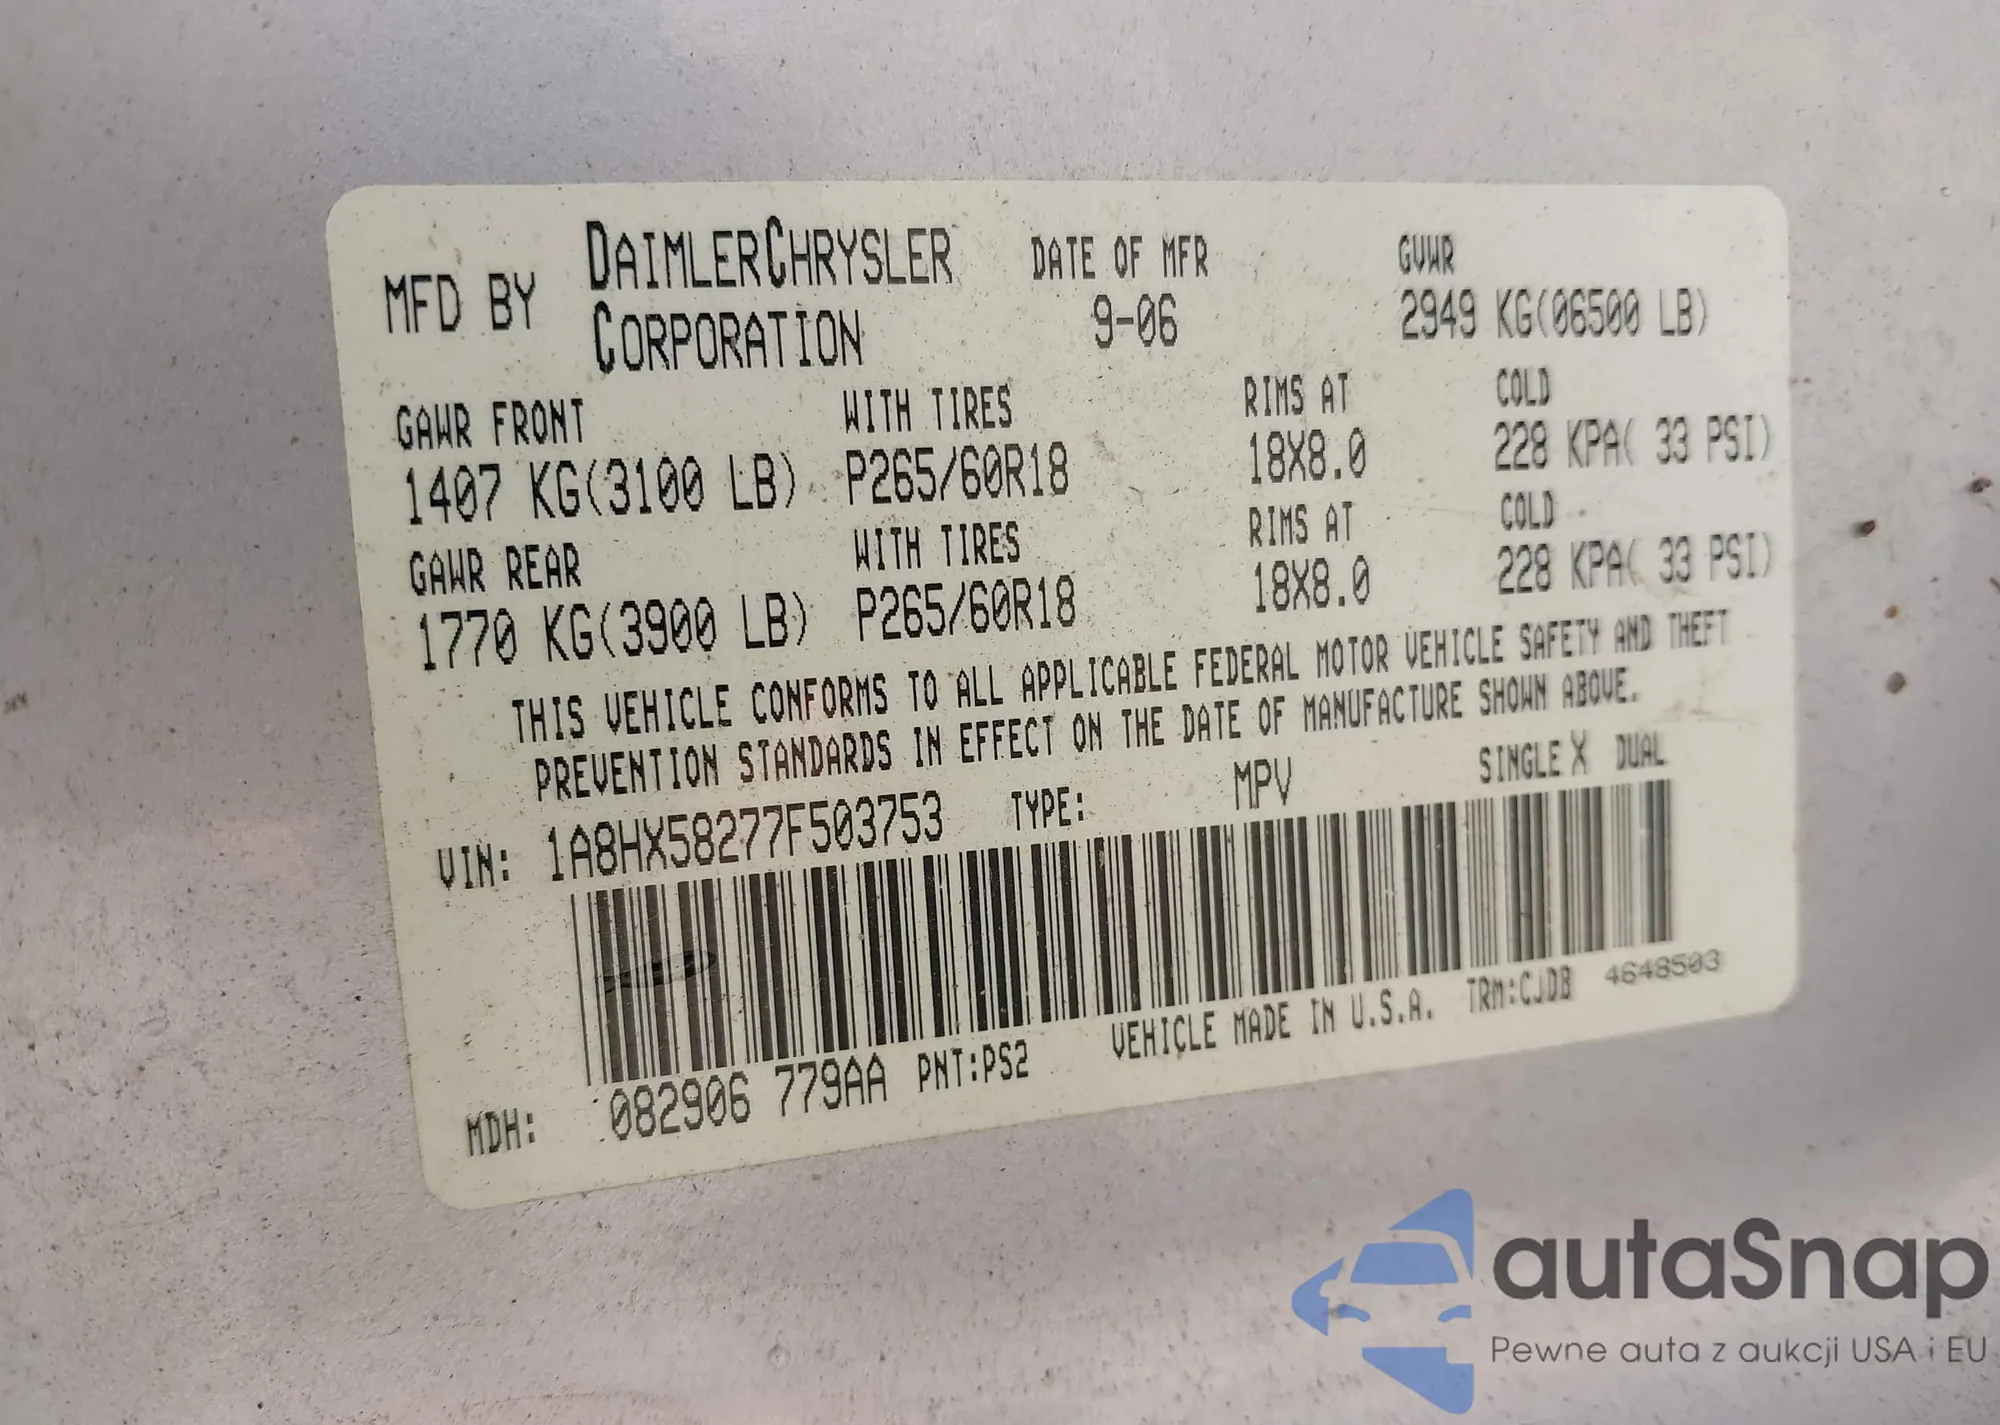 MFD BY DAIMLERCHRYSLER CORPORATION DATE OF MFR 9-06 GVWR 2949 KG(06500 LB)
GAWR FRONT WITH TIRES RIMS AT COLD
1407 KG(3100 LB) P265/60R18 18X8.0 228 KPA( 33 PSI)
GAWR REAR WITH TIRES RIMS AT COLD
1770 KG(3900 LB) P265/60R18 18X8.0 228 KPA( 33 PSI)
THIS VEHICLE CONFORMS TO ALL APPLICABLE FEDERAL MOTOR VEHICLE SAFETY AND THEFT
PREVENTION STANDARDS IN EFFECT ON THE DATE OF MANUFACTURE SHOWN ABOVE.
VIN: 1A8HX58277F503753 TYPE: MPV SINGLE X DUAL
MDH: 082906 779AA PNT:PS2 VEHICLE MADE IN U.S.A. TRM:CJDB 4648503
autaSnap
Pewne auta z aukcji USA i EU